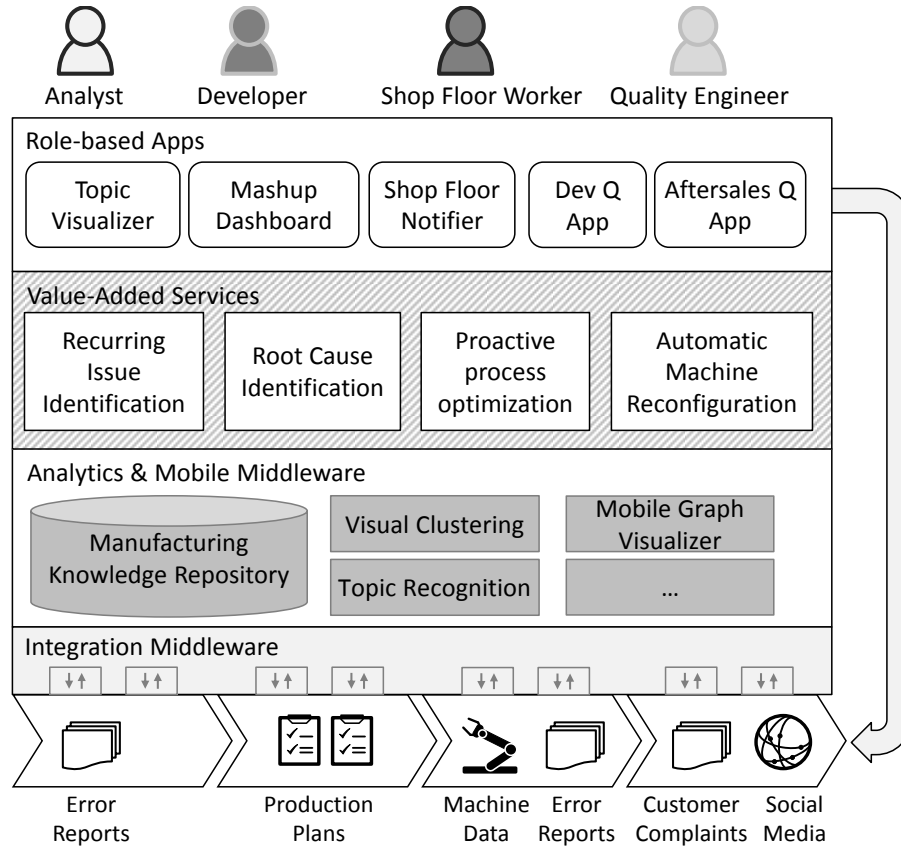 Analyst
Developer
Shop Floor Worker
Quality Engineer
Role-based Apps
Topic
Visualizer
Mashup
Dashboard
Shop Floor
Notifier
Dev Q
App
Aftersales Q
App
Value-Added Services
Recurring
Issue
Identification
Root Cause
Identification
Proactive
process
optimization
Automatic
Machine
Reconfiguration
Analytics & Mobile Middleware
Manufacturing
Knowledge Repository
Visual Clustering
Mobile Graph
Visualizer
Topic Recognition
...
Integration Middleware
Error
Reports
Production
Plans
Machine
Data
Error
Reports
Customer
Complaints
Social
Media